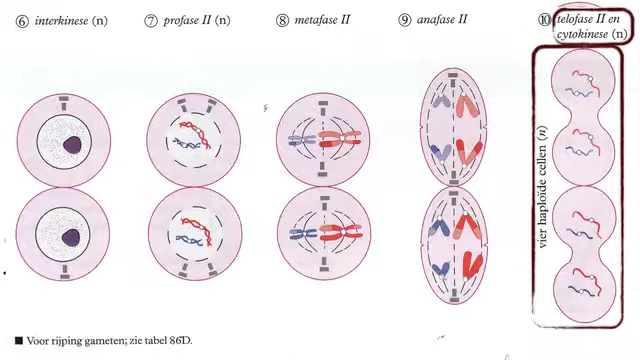 ⑥ interkinese (n)
⑦ profase II (n)
⑧ metafase II
⑨ anafase II
⑩ telofase II en
cytokinese (n)
vier haploïde cellen (n)
■ Voor rijping gameten; zie tabel 86D.